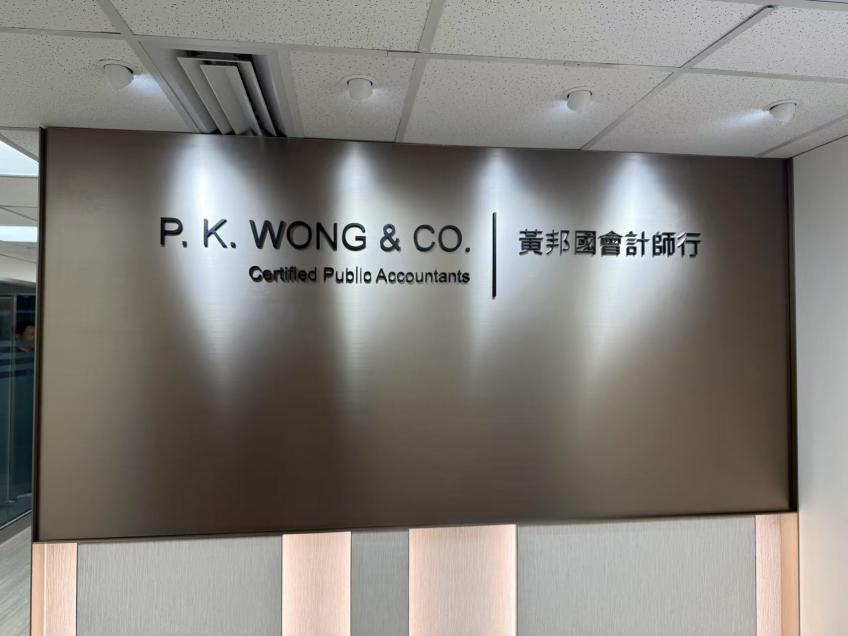 P. K. WONG & CO.
Certified Public Accountants
黃邦國會計師行